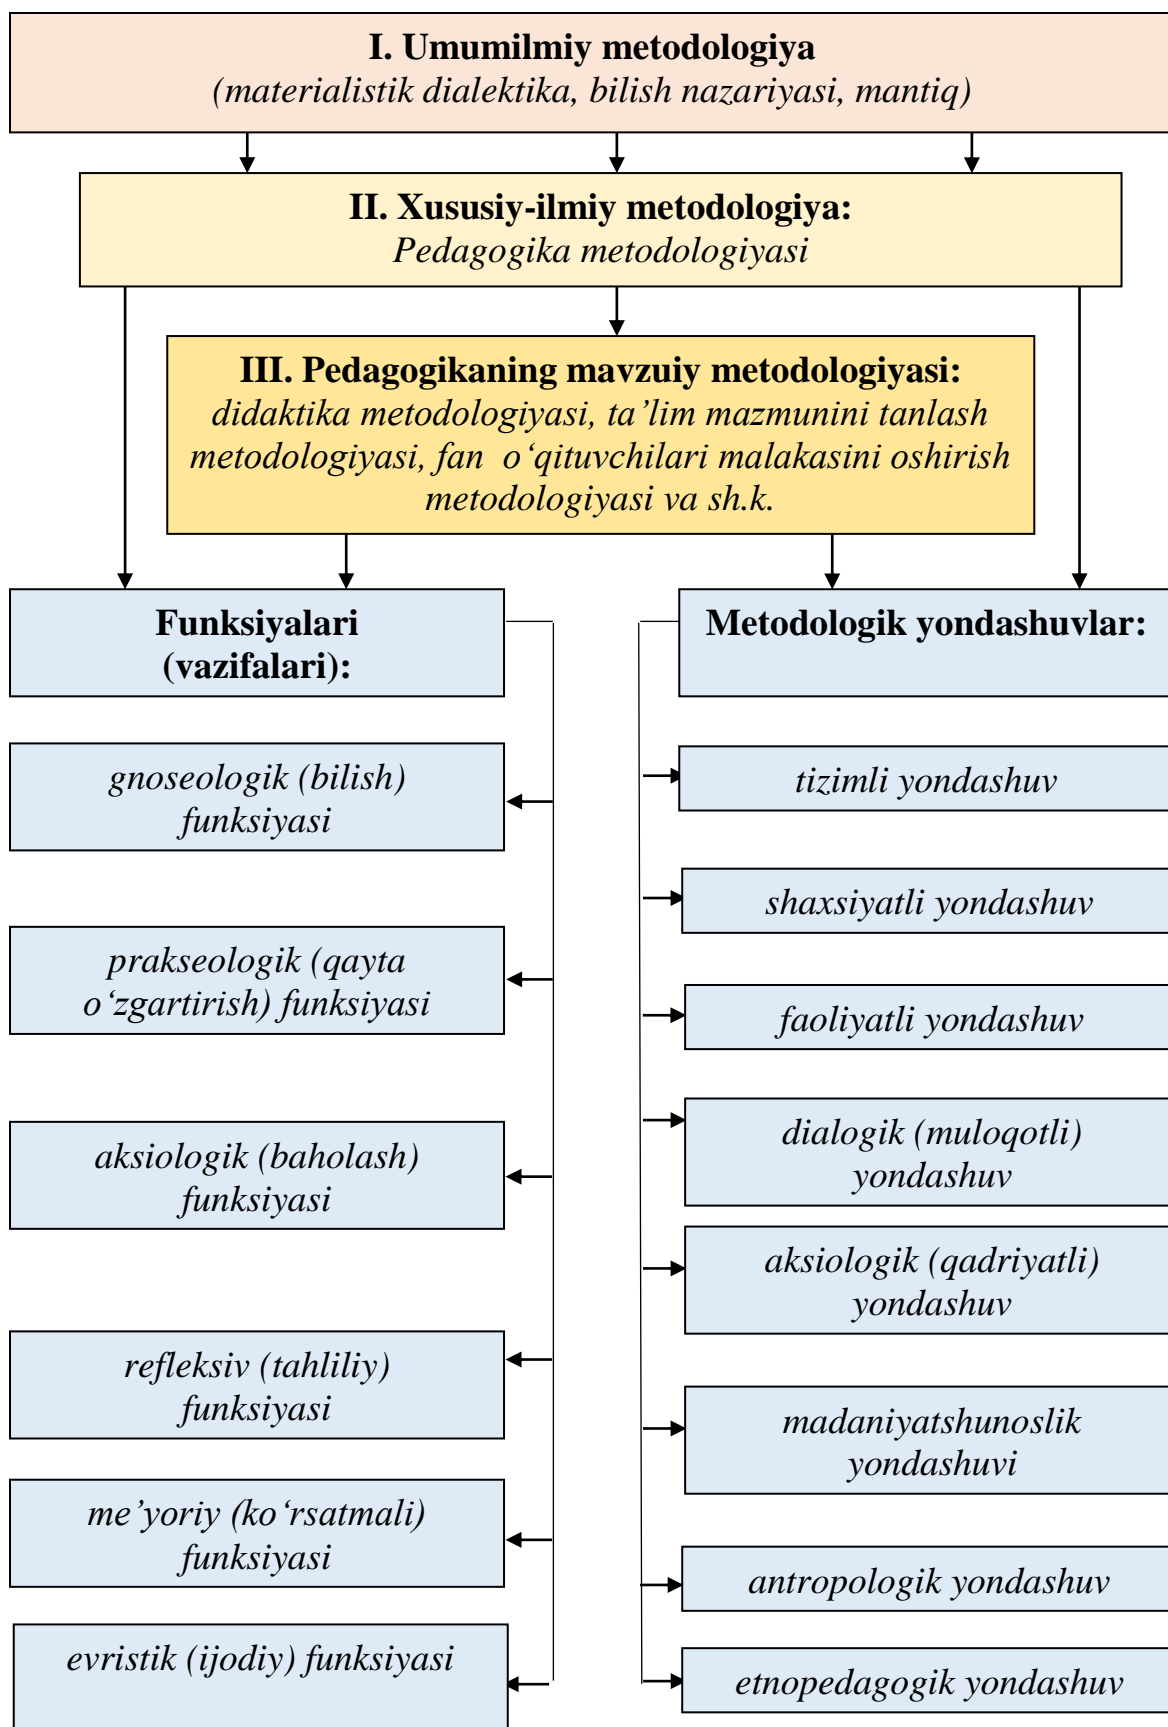 I. Umumilmiy metodologiya
(materialistik dialektika, bilish nazariyasi, mantiq)
II. Xususiy-ilmiy metodologiya:
Pedagogika metodologiyasi
III. Pedagogikaning mavzuiy metodologiyasi:
didaktika metodologiyasi, ta’lim mazmunini tanlash
metodologiyasi, fan o‘qituvchilari malakasini oshirish
metodologiyasi va sh.k.
Funksiyalari
(vazifalari):
gnoseologik (bilish)
funksiyasi
prakseologik (qayta
o‘zgartirish) funksiyasi
aksiologik (baholash)
funksiyasi
refleksiv (tahliliy)
funksiyasi
me’yoriy (ko‘rsatmali)
funksiyasi
evristik (ijodiy) funksiyasi
Metodologik yondashuvlar:
tizimli yondashuv
shaxsiyatli yondashuv
faoliyatli yondashuv
dialogik (muloqotli)
yondashuv
aksiologik (qadriyatli)
yondashuv
madaniyatshunoslik
yondashuvi
antropologik yondashuv
etnopedagogik yondashuv